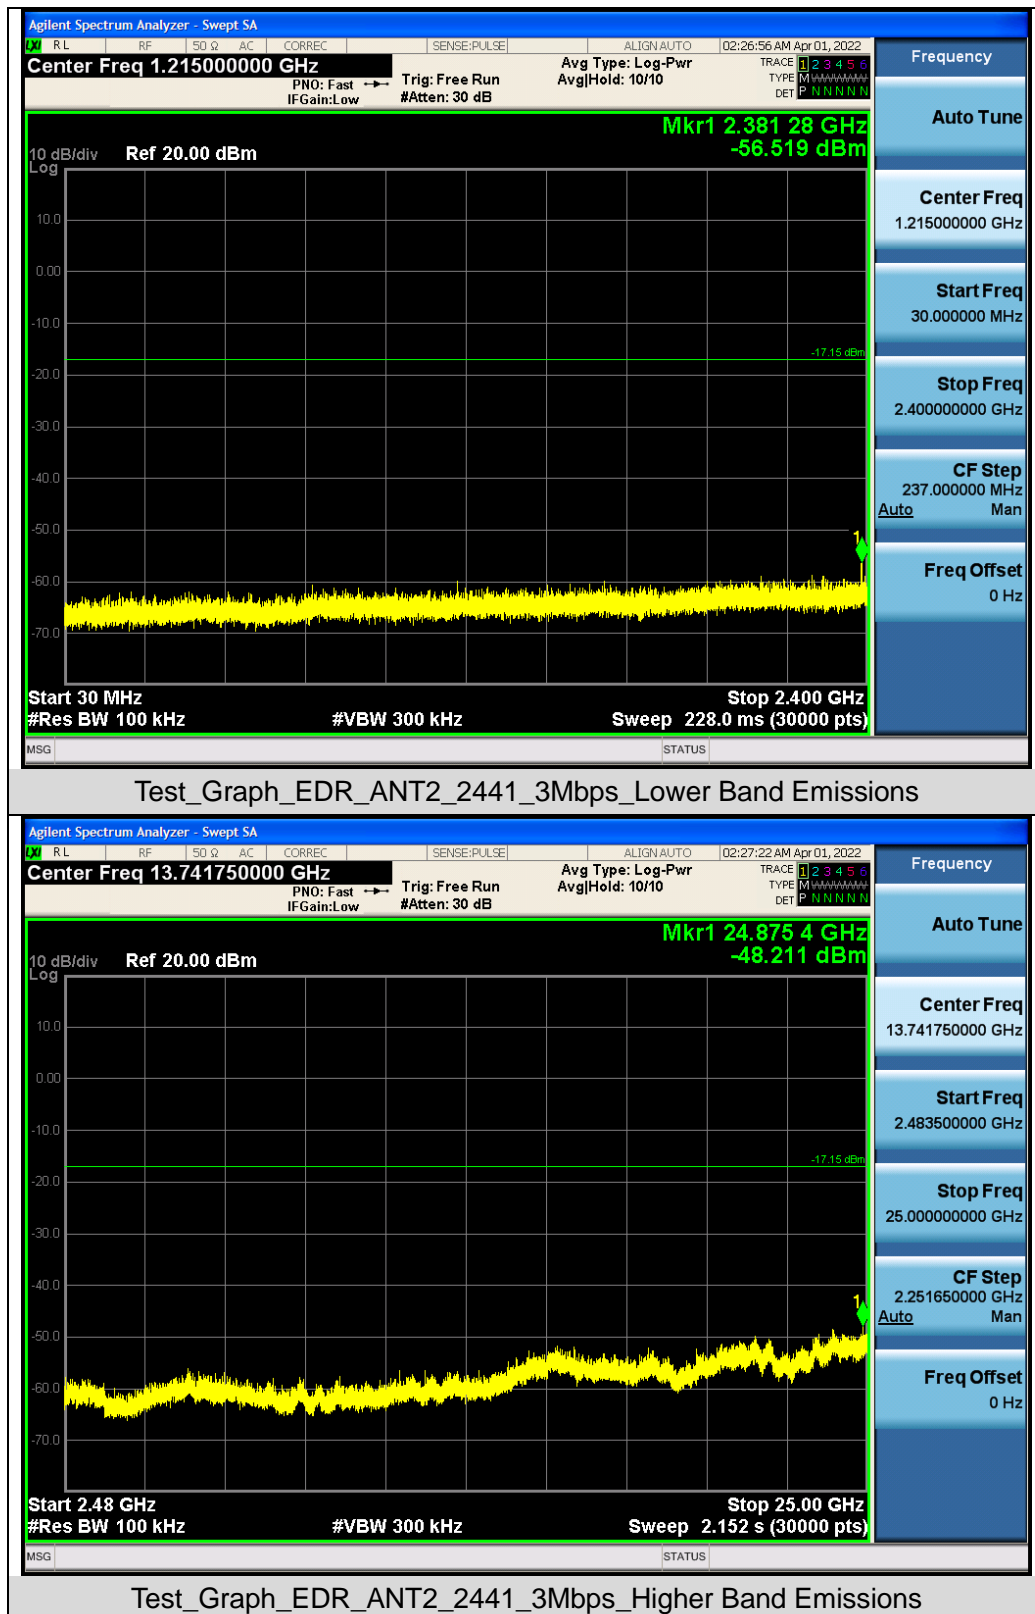 Agilent Spectrum Analyzer - Swept SA
LXI RL RF 50 Ω AC CORREC SENSE:PULSE ALIGN AUTO 02:26:56 AM Apr 01, 2022
Center Freq 1.215000000 GHz
PNO: Fast
IFGain:Low
Trig: Free Run
#Atten: 30 dB
Avg Type: Log-Pwr
Avg|Hold: 10/10
TRACE 1 2 3 4 5 6
TYPE M WWWWW
DET P N N N N N
Mkr1 2.381 28 GHz
-56.519 dBm
10 dB/div Ref 20.00 dBm
Log
10.0
0.00
-10.0
-17.15 dBm
-20.0
-30.0
-40.0
-50.0
1
-60.0
-70.0
Start 30 MHz Stop 2.400 GHz
#Res BW 100 kHz #VBW 300 kHz Sweep 228.0 ms (30000 pts)
MSG STATUS
Frequency
Auto Tune
Center Freq
1.215000000 GHz
Start Freq
30.000000 MHz
Stop Freq
2.400000000 GHz
CF Step
237.000000 MHz
Auto Man
Freq Offset
0 Hz
Test_Graph_EDR_ANT2_2441_3Mbps_Lower Band Emissions
Agilent Spectrum Analyzer - Swept SA
LXI RL RF 50 Ω AC CORREC SENSE:PULSE ALIGN AUTO 02:27:22 AM Apr 01, 2022
Center Freq 13.741750000 GHz
PNO: Fast
IFGain:Low
Trig: Free Run
#Atten: 30 dB
Avg Type: Log-Pwr
Avg|Hold: 10/10
TRACE 1 2 3 4 5 6
TYPE M WWWWW
DET P N N N N N
Mkr1 24.875 4 GHz
-48.211 dBm
10 dB/div Ref 20.00 dBm
Log
10.0
0.00
-10.0
-17.15 dBm
-20.0
-30.0
-40.0
1
-50.0
-60.0
-70.0
Start 2.48 GHz Stop 25.00 GHz
#Res BW 100 kHz #VBW 300 kHz Sweep 2.152 s (30000 pts)
MSG STATUS
Frequency
Auto Tune
Center Freq
13.741750000 GHz
Start Freq
2.483500000 GHz
Stop Freq
25.000000000 GHz
CF Step
2.251650000 GHz
Auto Man
Freq Offset
0 Hz
Test_Graph_EDR_ANT2_2441_3Mbps_Higher Band Emissions